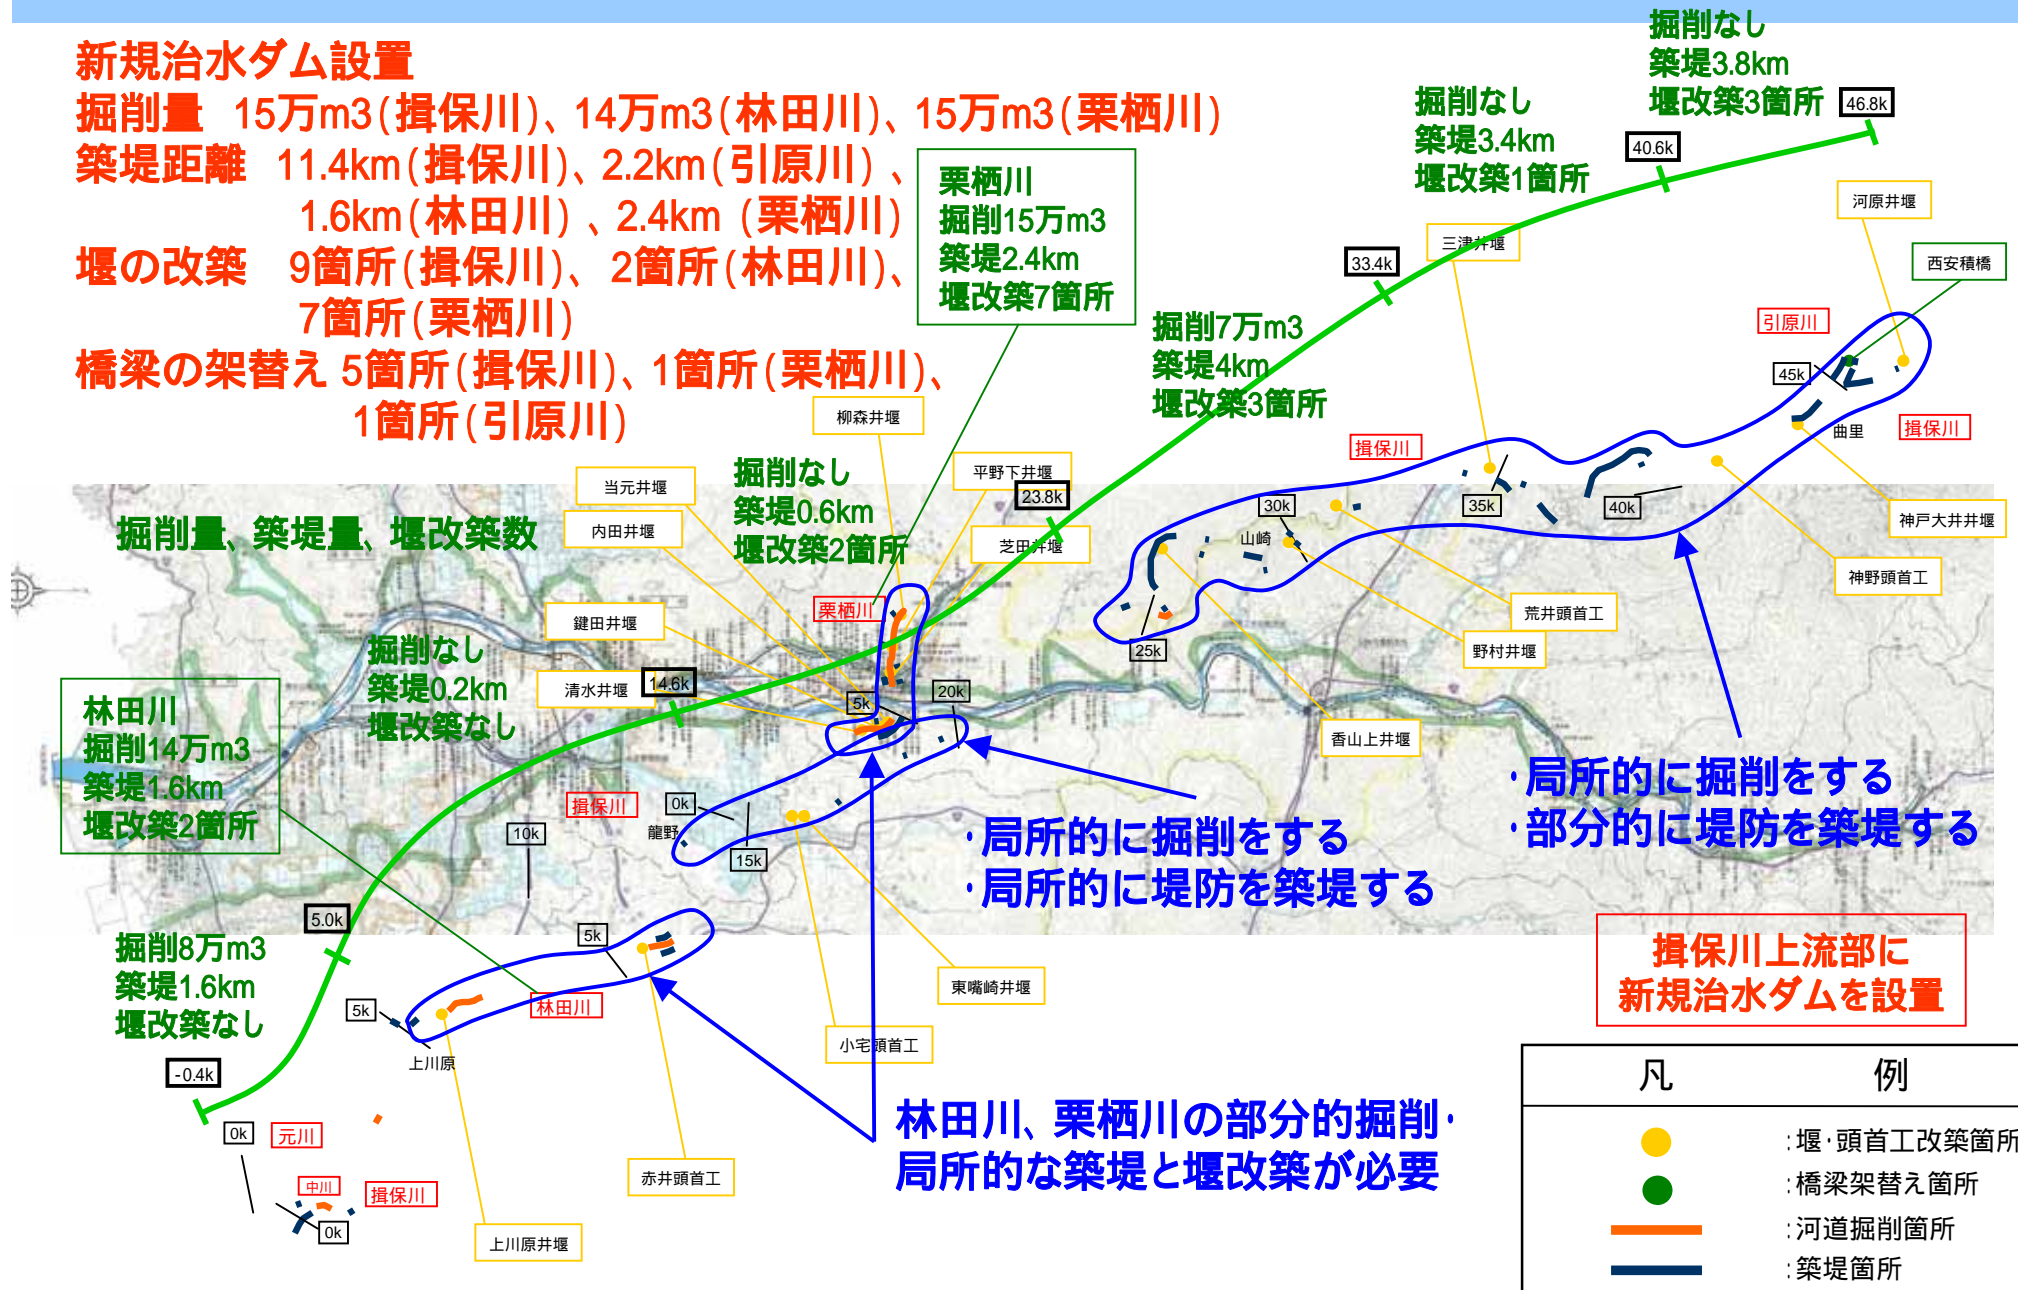 新規治水ダム設置
掘削量 15万m3(揖保川)、14万m3(林田川)、15万m3(栗栖川)
築堤距離 11.4km(揖保川)、2.2km(引原川)、
1.6km(林田川)、2.4km (栗栖川)
堰の改築 9箇所(揖保川)、2箇所(林田川)、
7箇所(栗栖川)
橋梁の架替え 5箇所(揖保川)、1箇所(栗栖川)、
1箇所(引原川)
掘削なし
築堤3.8km
堰改築3箇所
46.8k
掘削なし
築堤3.4km
堰改築1箇所
40.6k
栗栖川
掘削15万m3
築堤2.4km
堰改築7箇所
33.4k
三津井堰
河原井堰
西安積橋
引原川
掘削7万m3
築堤4km
堰改築3箇所
45k
曲里
揖保川
揖保川
柳森井堰
当元井堰
掘削なし
築堤0.6km
堰改築2箇所
平野下井堰
23.8k
内田井堰
芝田井堰
掘削量、築堤量、堰改築数
30k
山崎
35k
40k
神戸大井井堰
神野頭首工
荒井頭首工
野村井堰
栗栖川
鍵田井堰
25k
清水井堰
14.6k
掘削なし
築堤0.2km
堰改築なし
5k
20k
香山上井堰
林田川
掘削14万m3
築堤1.6km
堰改築2箇所
揖保川
0k
龍野
10k
15k
・局所的に掘削をする
・局所的に堤防を築堤する
・局所的に掘削をする
・部分的に堤防を築堤する
5.0k
掘削8万m3
築堤1.6km
堰改築なし
5k
5k
林田川
上川原
東嘴崎井堰
小宅頭首工
揖保川上流部に
新規治水ダムを設置
-0.4k
0k
元川
中川
揖保川
0k
赤井頭首工
上川原井堰
林田川、栗栖川の部分的掘削・
局所的な築堤と堰改築が必要
凡 例
:堰・頭首工改築箇所
:橋梁架替え箇所
:河道掘削箇所
:築堤箇所